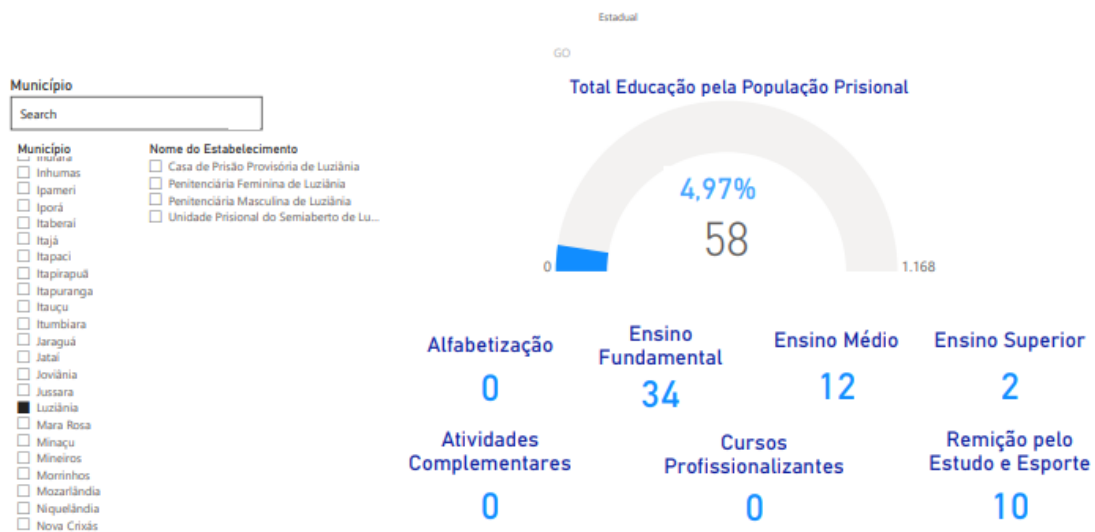 Estadual
GO
Município
Search
Município
Inhumas
Ipameri
Iporá
Itaberaí
Itajá
Itapaci
Itapirapuã
Itapuranga
Itauçu
Itumbiara
Jaraguá
Jataí
Joviânia
Jussara
Luziânia
Mara Rosa
Minaçu
Mineiros
Morrinhos
Mozarlândia
Niquelândia
Nova Crixás
Nome do Estabelecimento
Casa de Prisão Provisória de Luziânia
Penitenciária Feminina de Luziânia
Penitenciária Masculina de Luziânia
Unidade Prisional do Semiaberto de Lu...
Total Educação pela População Prisional
4,97%
58
0
1.168
Alfabetização
0
Ensino
Fundamental
34
Ensino Médio
12
Ensino Superior
2
Atividades
Complementares
0
Cursos
Profissionalizantes
0
Remição pelo
Estudo e Esporte
10